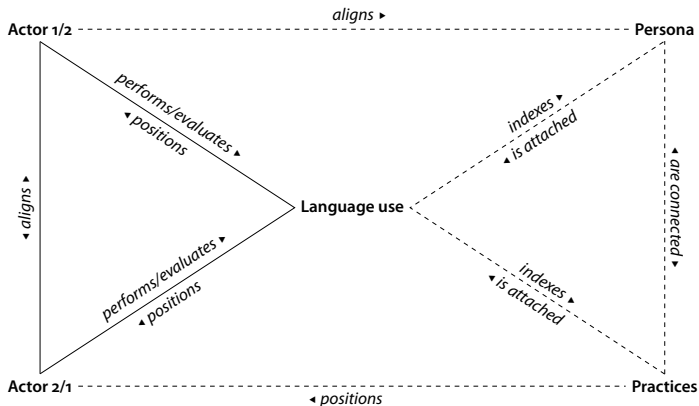 aligns ▸
Actor 1/2
Persona
performs/evaluates ▸
◂ positions
indexes ▸
◂ is attached
◂ aligns ▸
Language use
◂ are connected ▸
performs/evaluates ▸
◂ positions
indexes ▸
◂ is attached
Actor 2/1
Practices
◂ positions